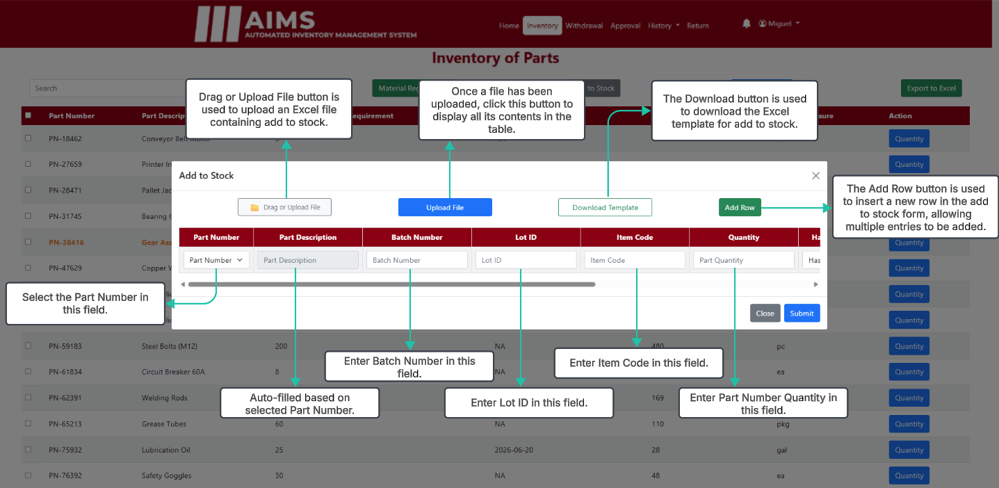 AIMS
AUTOMATED INVENTORY MANAGEMENT SYSTEM
Home Inventory Withdrawal Approval History Return
Miguel
Inventory of Parts
Search
Material
to Stock
Export to Excel
Drag or Upload File button is
used to upload an Excel file
containing add to stock.
Once a file has been
uploaded, click this button to
display all its contents in the
table.
The Download button is used
to download the Excel
template for add to stock.
Part Number
Part
Action
PN-18462 Conveyor Belt Motor Quantity
PN-27659 Printer Quantity
PN-28471 Pallet
PN-31745 Bearing
PN-38416 Gear Quantity
PN-47629 Copper Quantity
Quantity
Quantity
Add to Stock
Drag or Upload File
Upload File
Download Template
Add Row
The Add Row button is used
to insert a new row in the add
to stock form, allowing
multiple entries to be added.
Part Number Part Description Batch Number Lot ID Item Code Quantity Ha
Part Number Part Description Batch Number Lot ID Item Code Part Quantity Has
Select the Part Number in
this field.
Close Submit
PN-59183 Steel Bolts (M12) 200 NA 480 pc Quantity
Enter Batch Number in this
field.
Enter Item Code in this field.
PN-61834 Circuit Breaker 60A 8 NA ea Quantity
Auto-filled based on
selected Part Number.
Enter Lot ID in this field.
Enter Part Number Quantity in
this field.
PN-62391 Welding Rods 169 Quantity
PN-65213 Grease Tubes 60 NA 110 pkg Quantity
PN-75932 Lubrication Oil 25 2026-06-20 28 gal Quantity
PN-76392 Safety Goggles 30 NA 48 ea Quantity